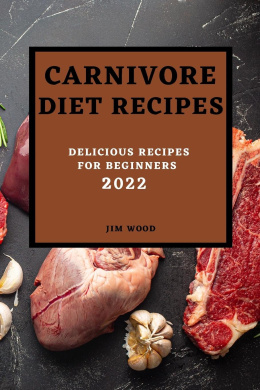 CARNIVORE
DIET RECIPES
DELICIOUS RECIPES
FOR BEGINNERS
2022
JIM WOOD